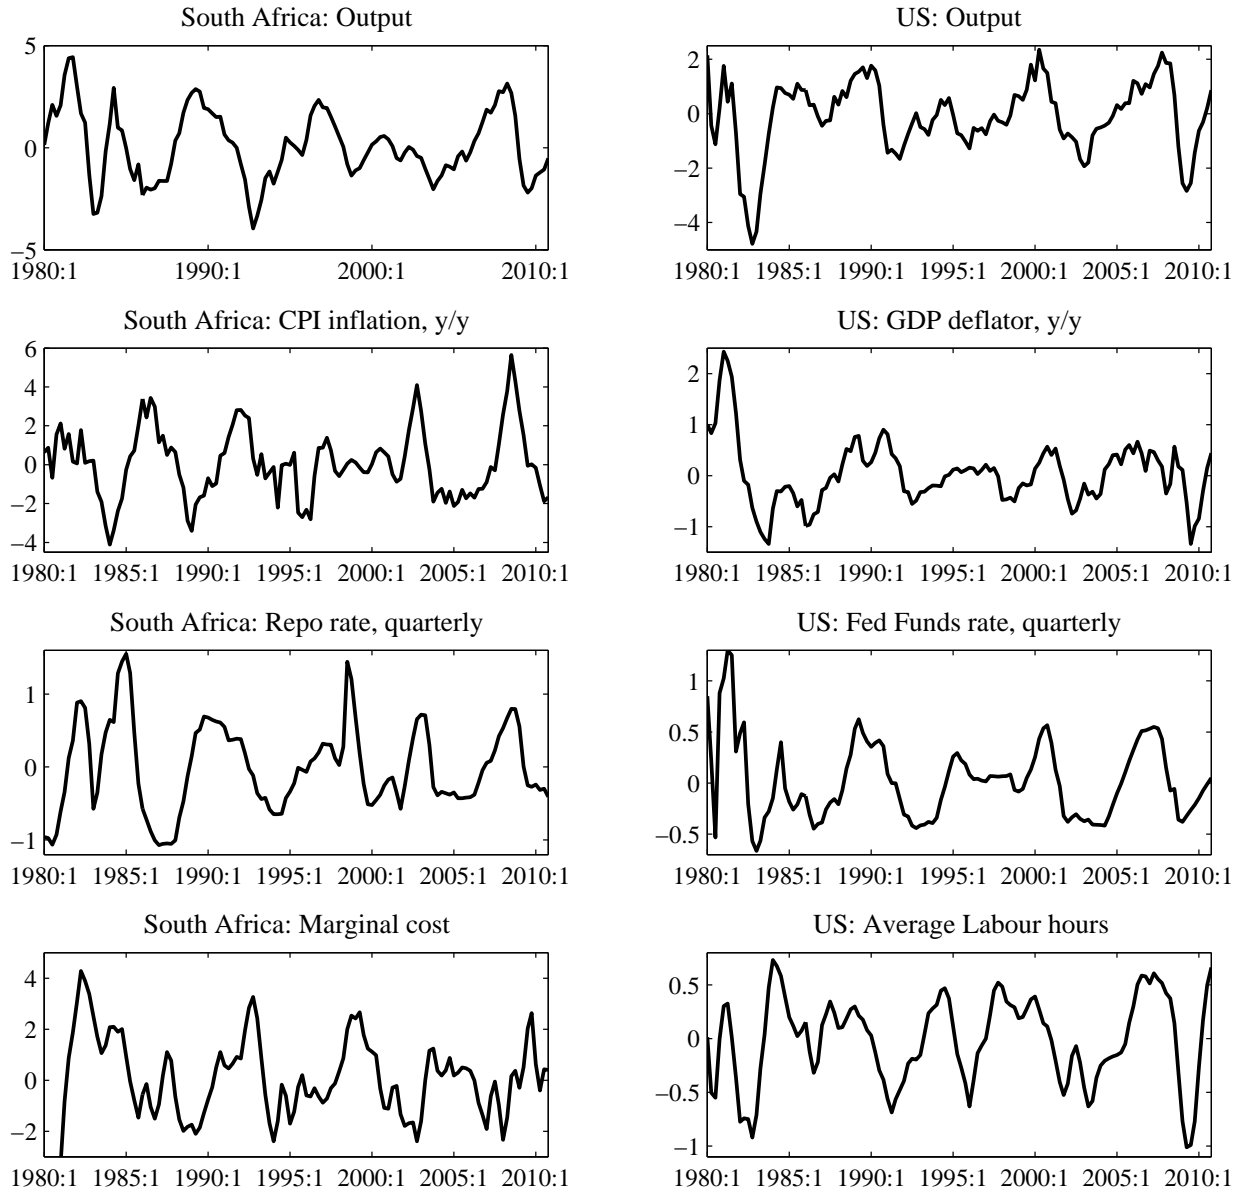 South Africa: Output
5
0
−5
1980:1 1990:1 2000:1 2010:1
US: Output
2
0
−2
−4
1980:1 1985:1 1990:1 1995:1 2000:1 2005:1 2010:1
South Africa: CPI inflation, y/y
6
4
2
0
−2
−4
1980:1 1985:1 1990:1 1995:1 2000:1 2005:1 2010:1
US: GDP deflator, y/y
2
1
0
−1
1980:1 1985:1 1990:1 1995:1 2000:1 2005:1 2010:1
South Africa: Repo rate, quarterly
1
0
−1
1980:1 1985:1 1990:1 1995:1 2000:1 2005:1 2010:1
US: Fed Funds rate, quarterly
1
0.5
0
−0.5
1980:1 1985:1 1990:1 1995:1 2000:1 2005:1 2010:1
South Africa: Marginal cost
4
2
0
−2
1980:1 1985:1 1990:1 1995:1 2000:1 2005:1 2010:1
US: Average Labour hours
0.5
0
−0.5
−1
1980:1 1985:1 1990:1 1995:1 2000:1 2005:1 2010:1